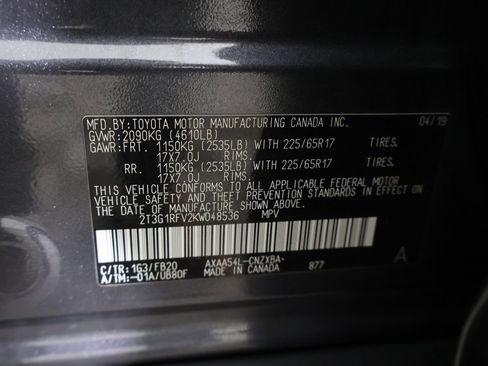 MFD.BY:TOYOTA MOTOR MANUFACTURING CANADA INC. 04/19
GVWR:2090KG (4610LB)
GAWR:FRT. 1150KG (2535LB) WITH 225/65R17 TIRES.
17X7.0J RIMS.
RR. 1150KG (2535LB) WITH 225/65R17 TIRES.
17X7.0J RIMS.
THIS VEHICLE CONFORMS TO ALL APPLICABLE FEDERAL MOTOR
VEHICLE SAFETY AND THEFT PREVENTION STANDARDS IN EFFECT ON
THE DATE OF MANUFACTURE SHOWN ABOVE.
2T3G1RFV2KW048536 MPV
C/TR:1G3/FB20 AXAA54L-CNZXBA A
A/TM:-01A/UB80F MADE IN CANADA 877